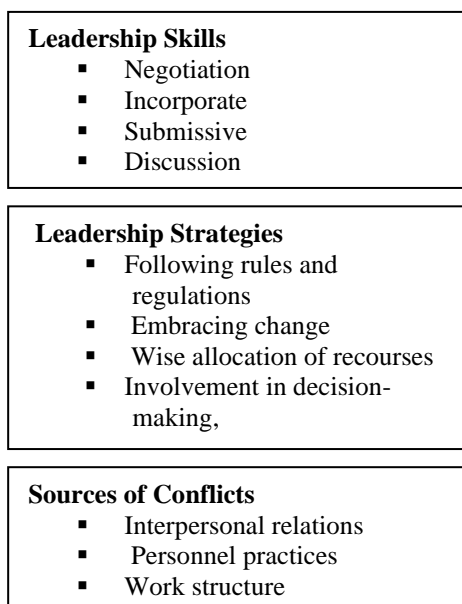 Leadership Skills
▪ Negotiation
▪ Incorporate
▪ Submissive
▪ Discussion
Leadership Strategies
▪ Following rules and
regulations
▪ Embracing change
▪ Wise allocation of recourses
▪ Involvement in decision-
making,
Sources of Conflicts
▪ Interpersonal relations
▪ Personnel practices
▪ Work structure